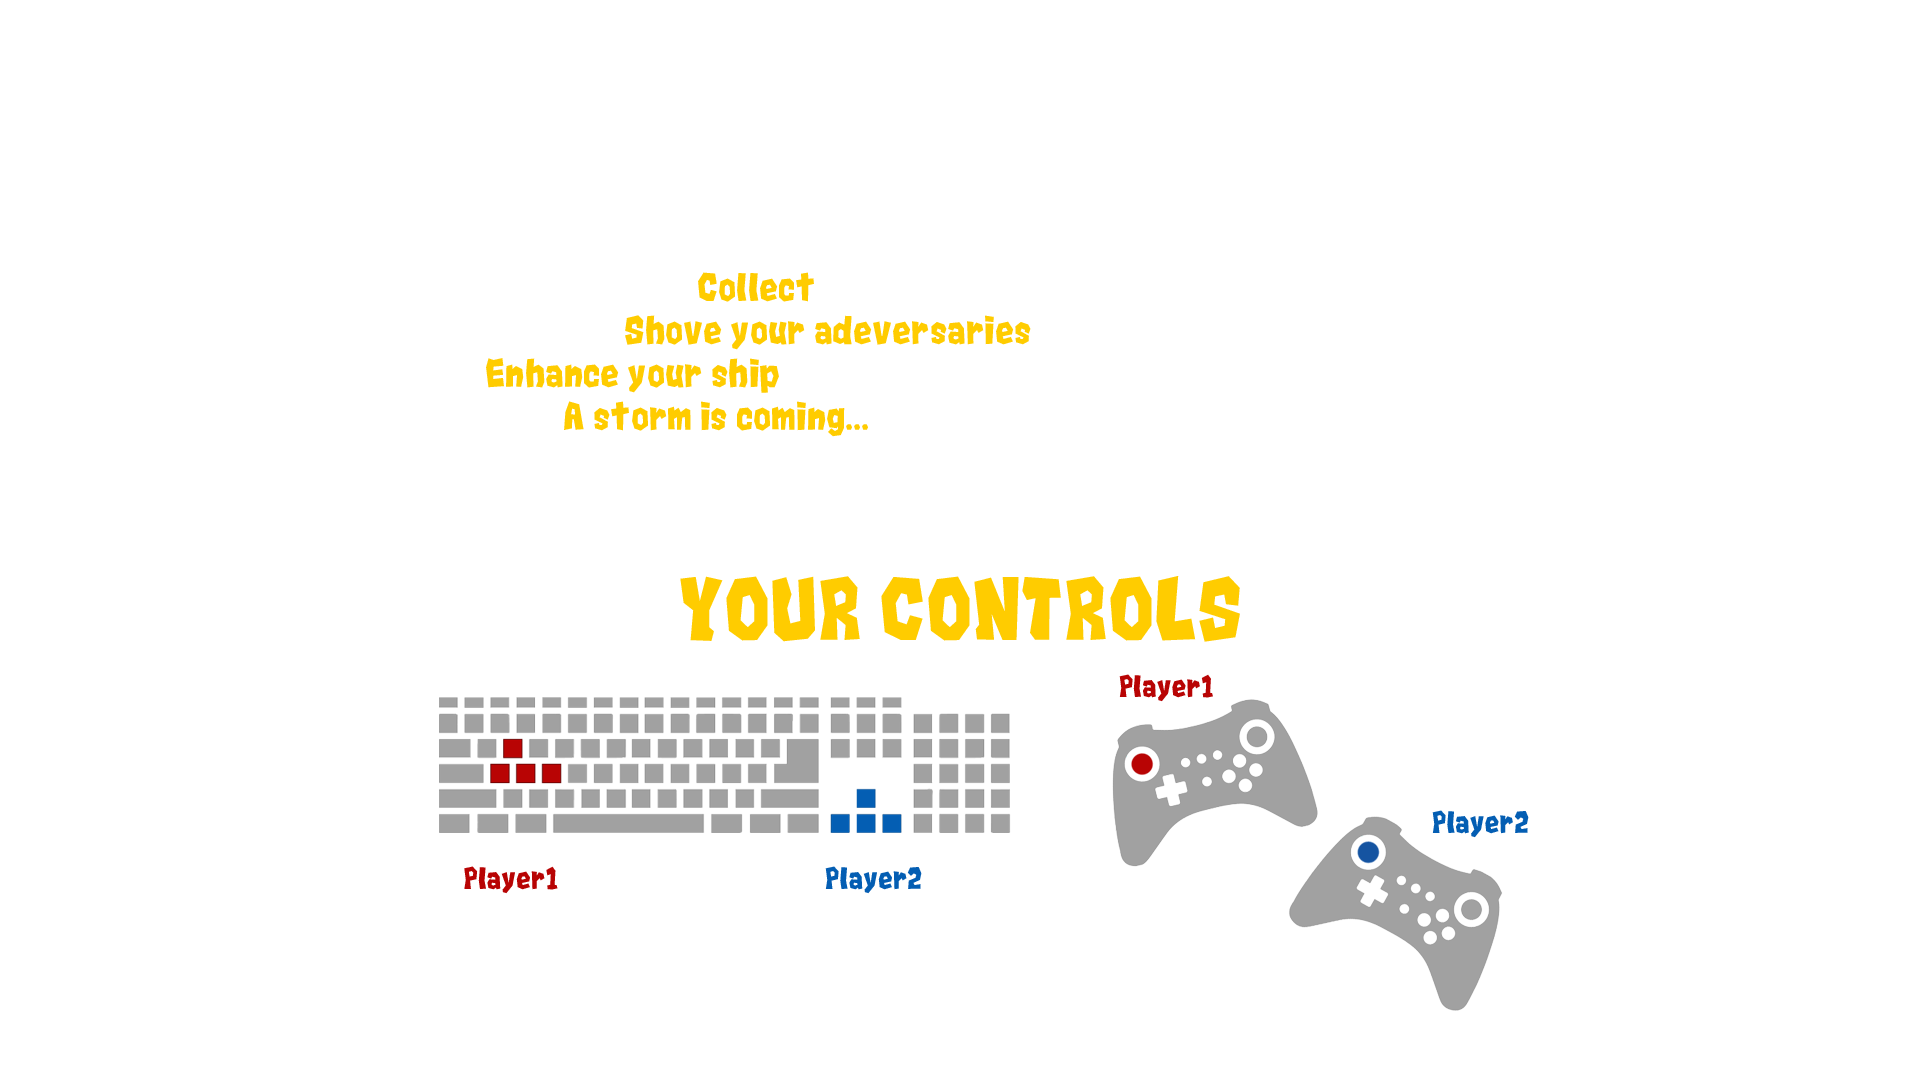 Collect
Shove your adeversaries
Enhance your ship
A storm is coming...
YOUR CONTROLS
Player1
Player2
Player1
Player2